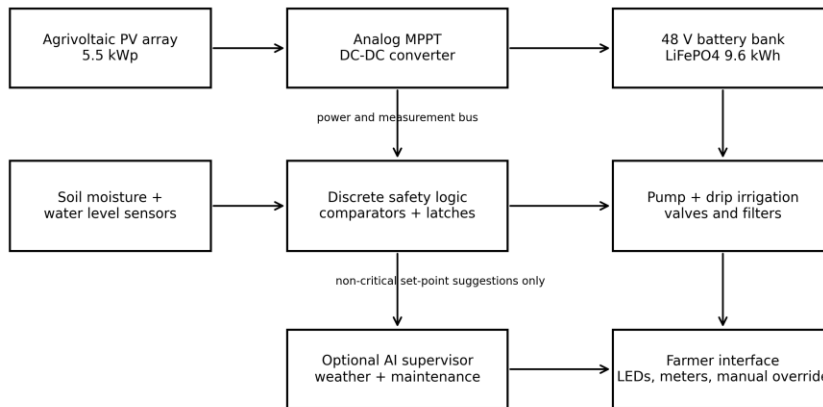 Agrivoltaic PV array
5.5 kWp
Analog MPPT
DC-DC converter
48 V battery bank
LiFePO4 9.6 kWh
power and measurement bus
Soil moisture +
water level sensors
Discrete safety logic
comparators + latches
Pump + drip irrigation
valves and filters
non-critical set-point suggestions only
Optional AI supervisor
weather + maintenance
Farmer interface
LEDs, meters, manual override